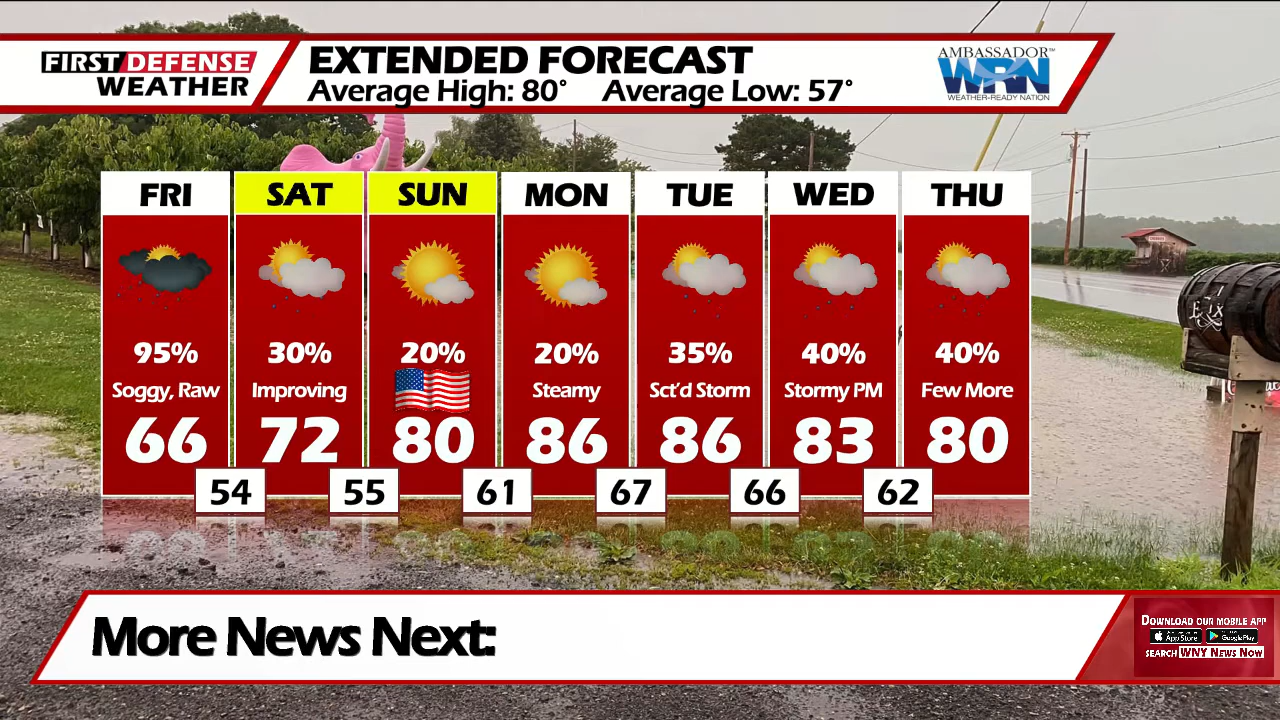 FIRST DEFENSE
WEATHER
EXTENDED FORECAST
Average High: 80° Average Low: 57°
AMBASSADOR™
WRN
WEATHER-READY NATION
FRI SAT SUN MON TUE WED THU
95% 30% 20% 20% 35% 40% 40%
Soggy, Raw Improving Steamy Sct'd Storm Stormy PM Few More
66 72 80 86 86 83 80
54 55 61 67 66 62
More News Next:
DOWNLOAD OUR MOBILE APP
App Store Google Play
SEARCH WNY NEWS NOW